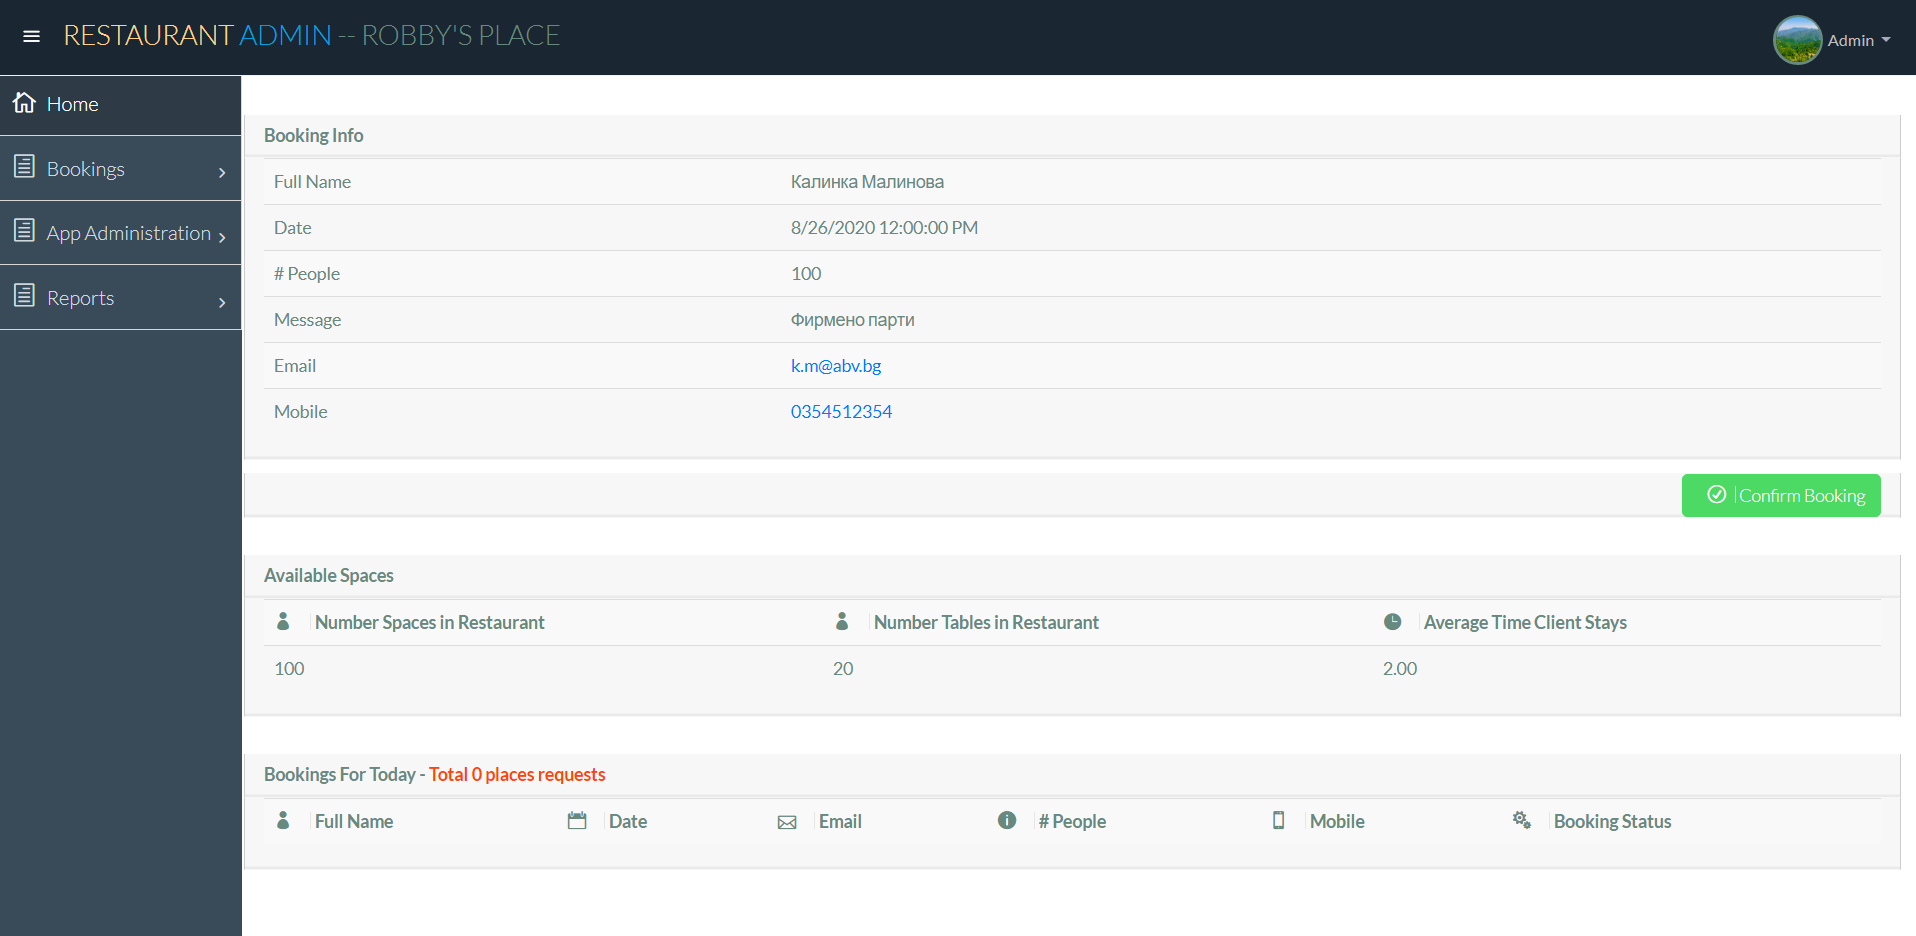 RESTAURANT ADMIN -- ROBBY'S PLACE
Admin
Home
Bookings
App Administration
Reports
Booking Info
Full Name Калинка Малинова
Date 8/26/2020 12:00:00 PM
# People 100
Message Фирмено парти
Email k.m@abv.bg
Mobile 0354512354
Confirm Booking
Available Spaces
Number Spaces in Restaurant Number Tables in Restaurant Average Time Client Stays
100 20 2.00
Bookings For Today - Total 0 places requests
Full Name Date Email # People Mobile Booking Status